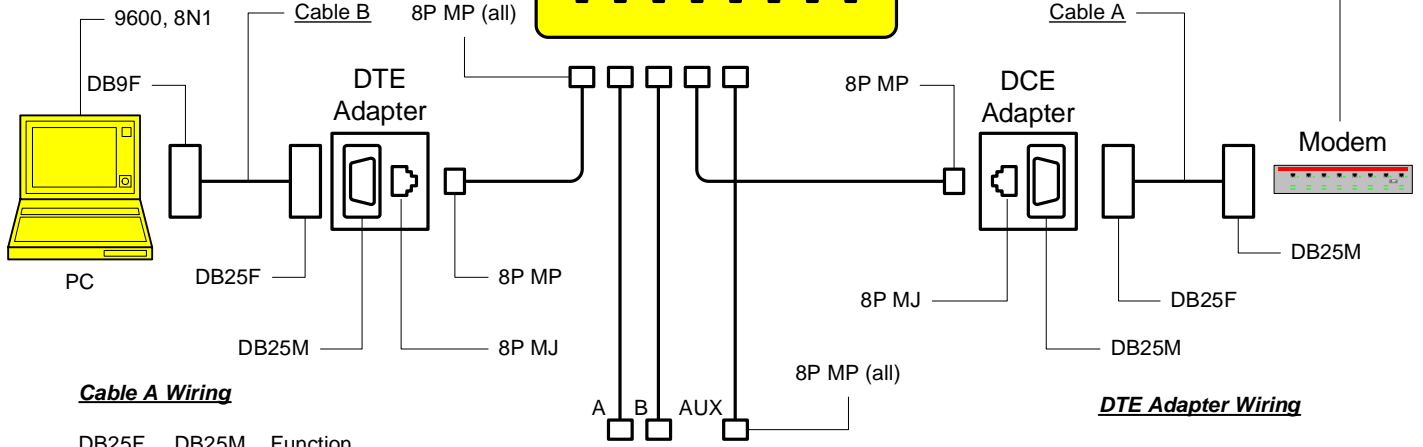 9600, 8N1
Cable B
8P MP (all)
Cable A
DB9F
DTE
Adapter
8P MP
DCE
Adapter
Modem
PC
DB25F
8P MP
DB25M
8P MJ
8P MJ
DB25F
DB25M
DB25M
8P MP (all)
Cable A Wiring
A
B
AUX
DTE Adapter Wiring
DB25F DB25M Function